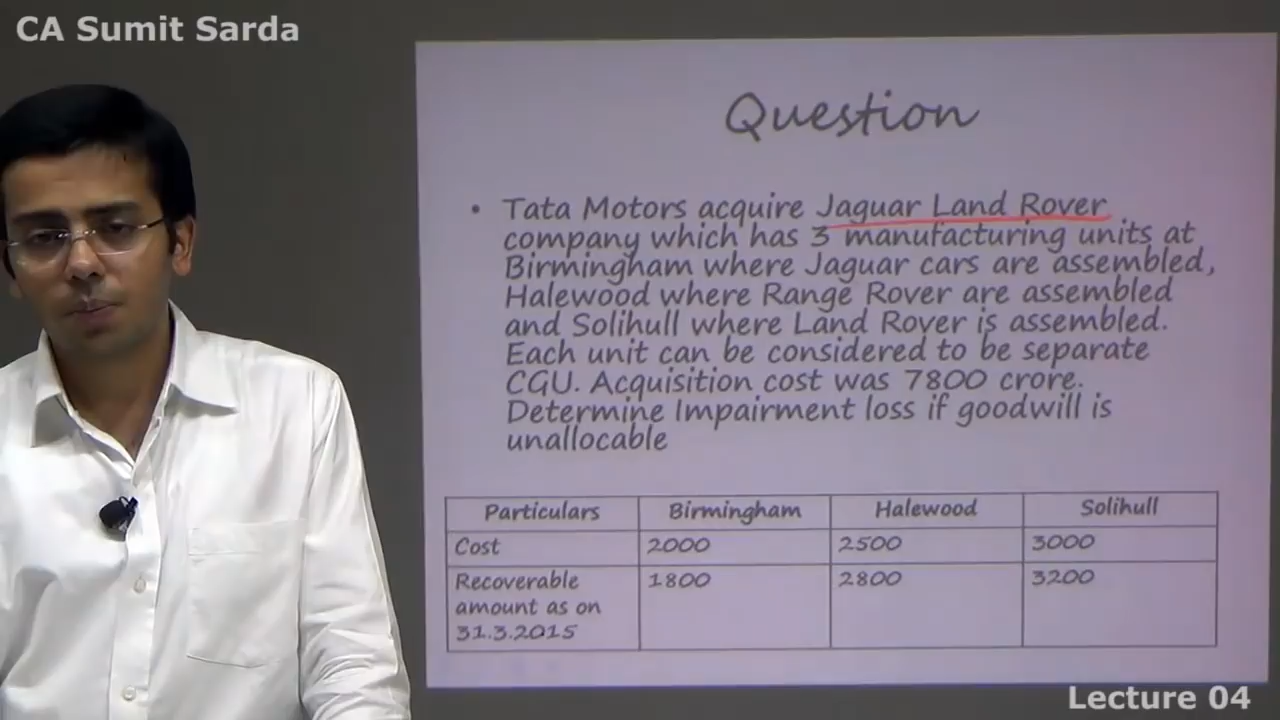 CA Sumit Sarda
Question
• Tata Motors acquire Jaguar Land Rover
company which has 3 manufacturing units at
Birmingham where Jaguar cars are assembled,
Halewood where Range Rover are assembled
and Solihull where Land Rover is assembled.
Each unit can be considered to be separate
CGU. Acquisition cost was 7800 crore.
Determine Impairment loss if goodwill is
unallocable
Particulars Birmingham Halewood Solihull
Cost 2000 2500 3000
Recoverable 1800 2800 3200
amount as on
31.3.2015
Lecture 04